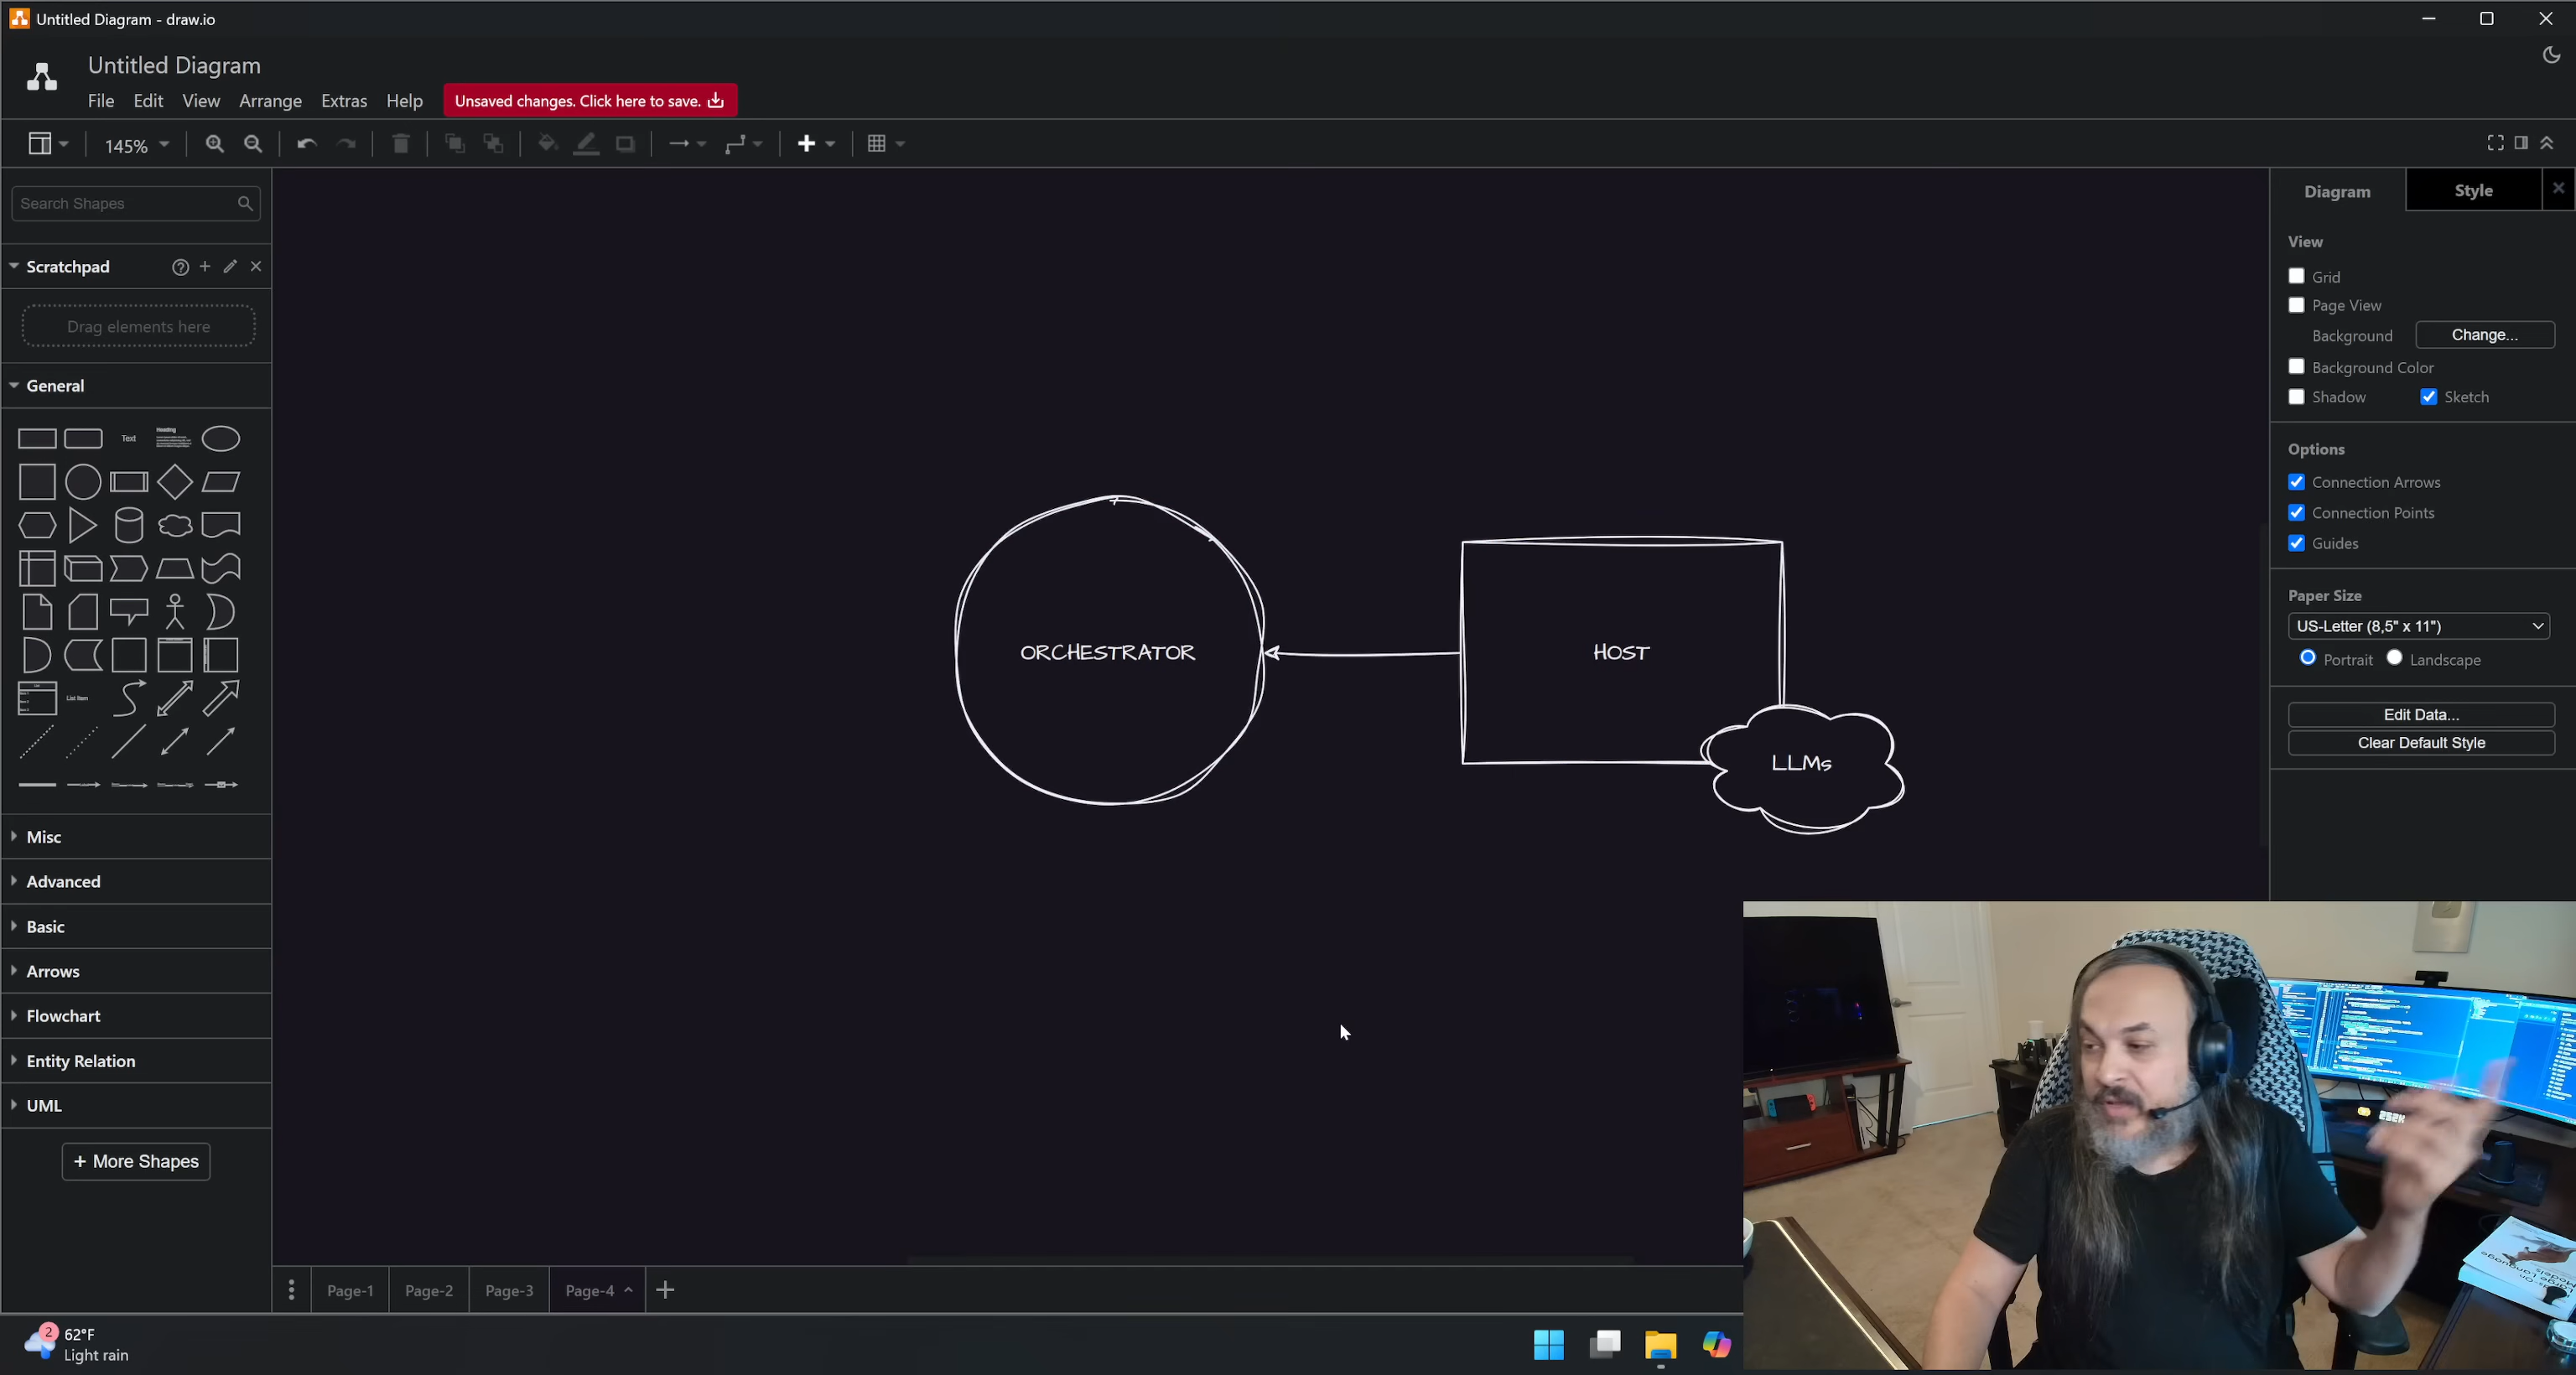 Untitled Diagram - draw.io
Untitled Diagram
File Edit View Arrange Extras Help Unsaved changes. Click here to save.
145%
Search Shapes
Scratchpad
Drag elements here
General
Text
Heading
List Item
Misc
Advanced
Basic
Arrows
Flowchart
Entity Relation
UML
+ More Shapes
ORCHESTRATOR
HOST
LLMs
Diagram Style
View
Grid
Page View
Background Change...
Background Color
Shadow Sketch
Options
Connection Arrows
Connection Points
Guides
Paper Size
US-Letter (8,5" x 11")
Portrait Landscape
Edit Data...
Clear Default Style
Page-1 Page-2 Page-3 Page-4
2
62°F
Light rain